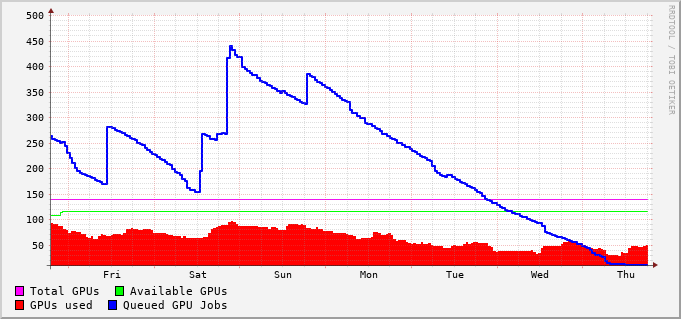 500
450
400
350
300
250
200
150
100
50
Fri Sat Sun Mon Tue Wed Thu
Total GPUs Available GPUs
GPUs used Queued GPU Jobs
RRDTOOL / TOBI OETIKER